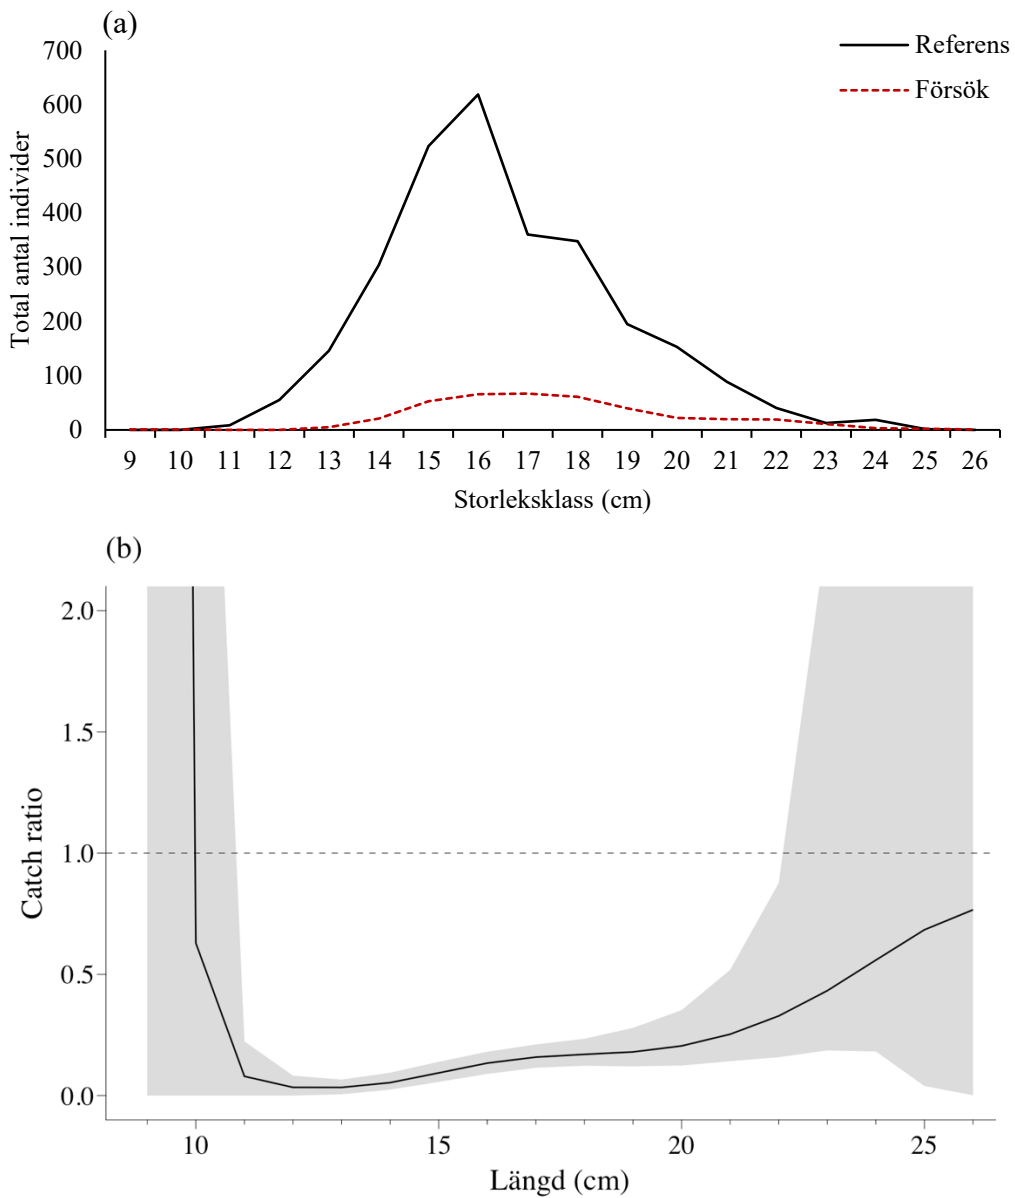 (a)
Referens
Försök
700
600
500
400
300
200
100
0
Total antal individer
9 10 11 12 13 14 15 16 17 18 19 20 21 22 23 24 25 26
Storleksklass (cm)
(b)
2.0
1.5
1.0
0.5
0.0
Catch ratio
10 15 20 25
Längd (cm)